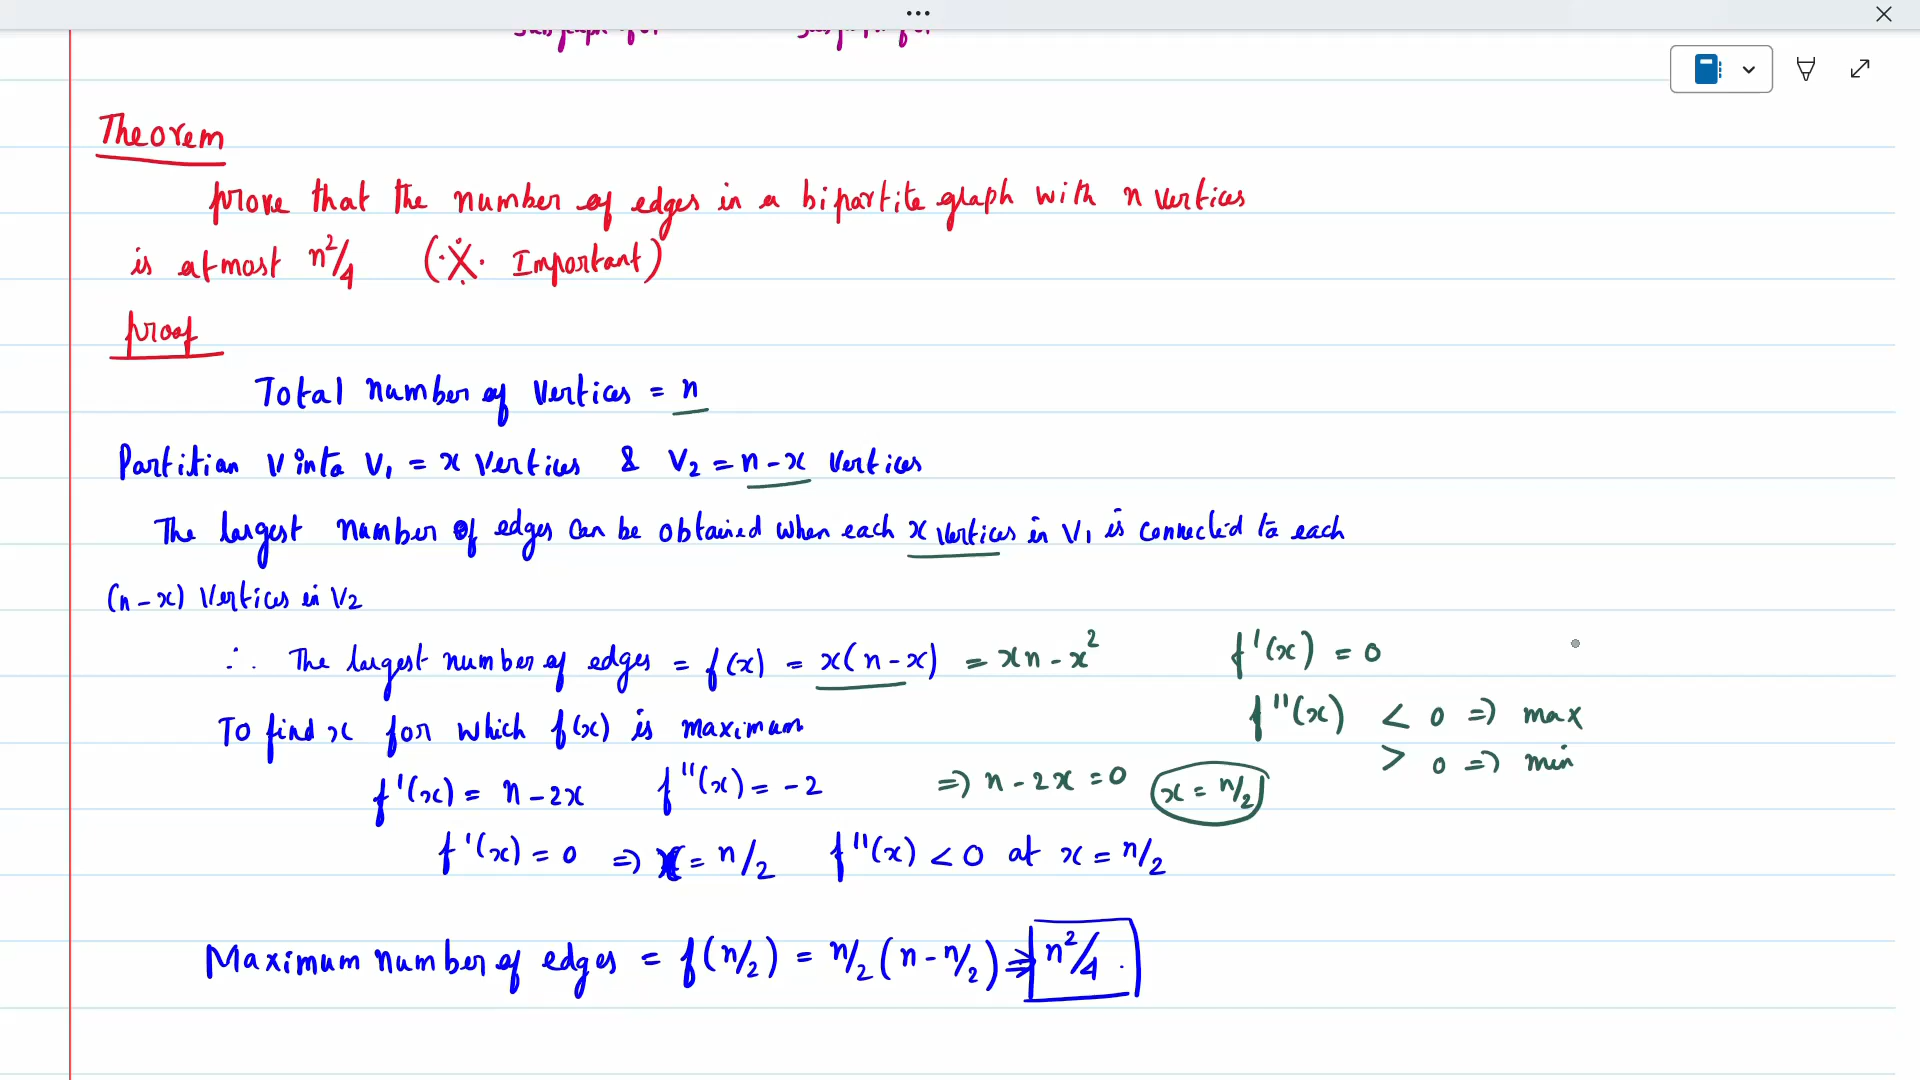 Theorem
prove that the number of edges in a bipartite graph with n vertices
is atmost n²/4 (※ Important)
proof
Total number of vertices = n
Partition V into V₁ = x vertices & V₂ = n-x vertices
The largest number of edges can be obtained when each x vertices in V₁ is connected to each
(n-x) vertices in V₂
∴ The largest number of edges = f(x) = x(n-x) = xn - x²
f'(x) = 0
f''(x) < 0 ⇒ max
> 0 ⇒ min
To find x for which f(x) is maximum
f'(x) = n-2x f''(x) = -2 ⇒ n-2x = 0 x = n/2
f'(x) = 0 ⇒ x = n/2 f''(x) < 0 at x = n/2
Maximum number of edges = f(n/2) = n/2 (n-n/2) ⇒ n²/4.